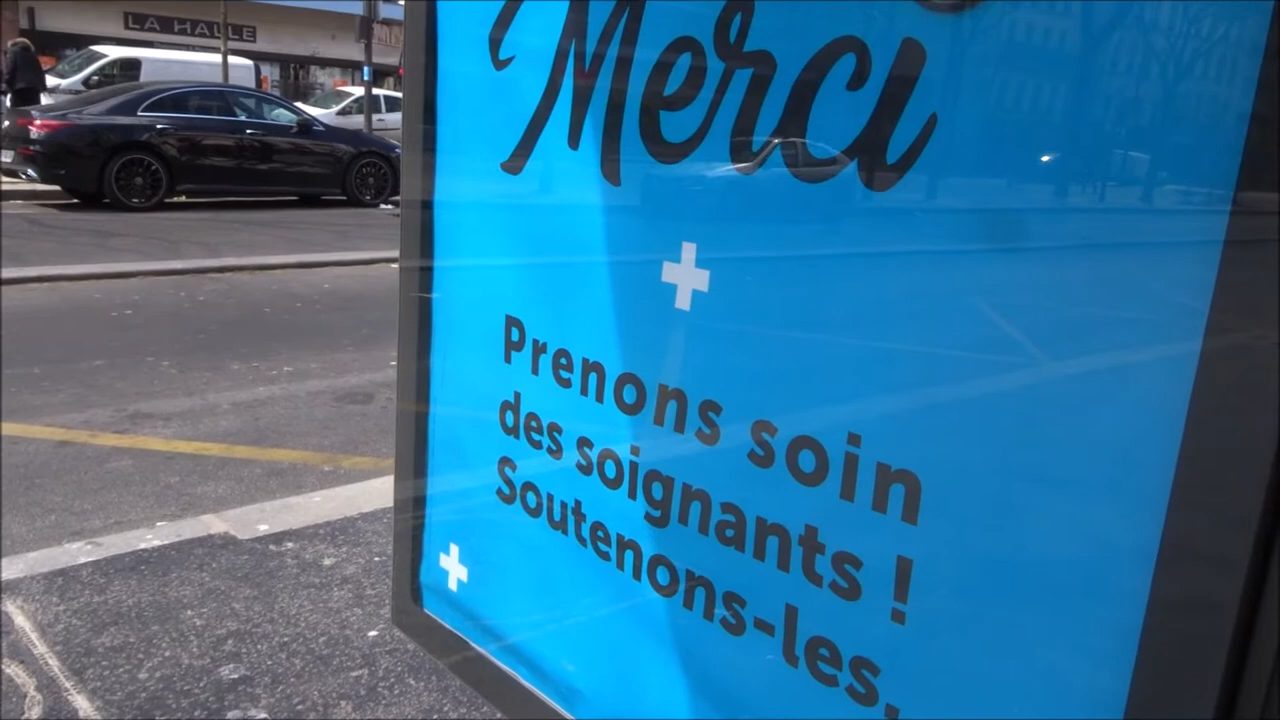 LA HALLE
Merci
Prenons soin
des soignants !
Soutenons-les.